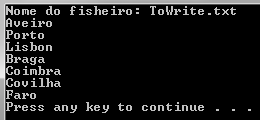 Nome do fisheiro: ToWrite.txt
Aveiro
Porto
Lisbon
Braga
Coimbra
Covilha
Faro
Press any key to continue . . .